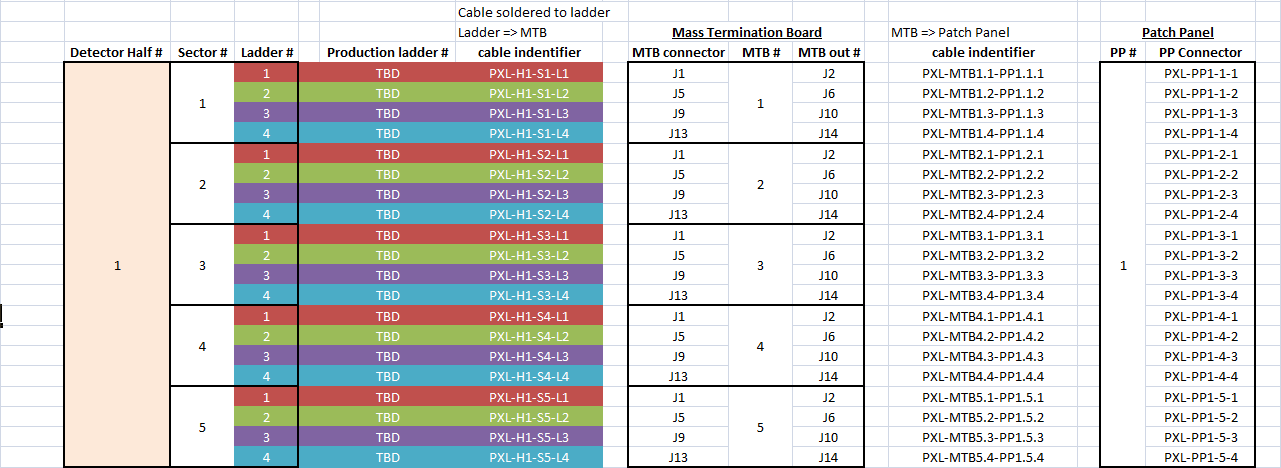 Cable soldered to ladder
Ladder => MTB Mass Termination Board MTB => Patch Panel Patch Panel
Detector Half # Sector # Ladder # Production ladder # cable indentifier MTB connector MTB # MTB out # cable indentifier PP # PP Connector
1 TBD PXL-H1-S1-L1 J1 J2 PXL-MTB1.1-PP1.1.1 PXL-PP1-1-1
2 TBD PXL-H1-S1-L2 J5 J6 PXL-MTB1.2-PP1.1.2 PXL-PP1-1-2
1 1
3 TBD PXL-H1-S1-L3 J9 J10 PXL-MTB1.3-PP1.1.3 PXL-PP1-1-3
4 TBD PXL-H1-S1-L4 J13 J14 PXL-MTB1.4-PP1.1.4 PXL-PP1-1-4
1 TBD PXL-H1-S2-L1 J1 J2 PXL-MTB2.1-PP1.2.1 PXL-PP1-2-1
2 TBD PXL-H1-S2-L2 J5 J6 PXL-MTB2.2-PP1.2.2 PXL-PP1-2-2
2 2
3 TBD PXL-H1-S2-L3 J9 J10 PXL-MTB2.3-PP1.2.3 PXL-PP1-2-3
4 TBD PXL-H1-S2-L4 J13 J14 PXL-MTB2.4-PP1.2.4 PXL-PP1-2-4
1 TBD PXL-H1-S3-L1 J1 J2 PXL-MTB3.1-PP1.3.1 PXL-PP1-3-1
2 TBD PXL-H1-S3-L2 J5 J6 PXL-MTB3.2-PP1.3.2 PXL-PP1-3-2
1 3 3 1
3 TBD PXL-H1-S3-L3 J9 J10 PXL-MTB3.3-PP1.3.3 PXL-PP1-3-3
4 TBD PXL-H1-S3-L4 J13 J14 PXL-MTB3.4-PP1.3.4 PXL-PP1-3-4
1 TBD PXL-H1-S4-L1 J1 J2 PXL-MTB4.1-PP1.4.1 PXL-PP1-4-1
2 TBD PXL-H1-S4-L2 J5 J6 PXL-MTB4.2-PP1.4.2 PXL-PP1-4-2
4 4
3 TBD PXL-H1-S4-L3 J9 J10 PXL-MTB4.3-PP1.4.3 PXL-PP1-4-3
4 TBD PXL-H1-S4-L4 J13 J14 PXL-MTB4.4-PP1.4.4 PXL-PP1-4-4
1 TBD PXL-H1-S5-L1 J1 J2 PXL-MTB5.1-PP1.5.1 PXL-PP1-5-1
2 TBD PXL-H1-S5-L2 J5 J6 PXL-MTB5.2-PP1.5.2 PXL-PP1-5-2
5 5
3 TBD PXL-H1-S5-L3 J9 J10 PXL-MTB5.3-PP1.5.3 PXL-PP1-5-3
4 TBD PXL-H1-S5-L4 J13 J14 PXL-MTB5.4-PP1.5.4 PXL-PP1-5-4